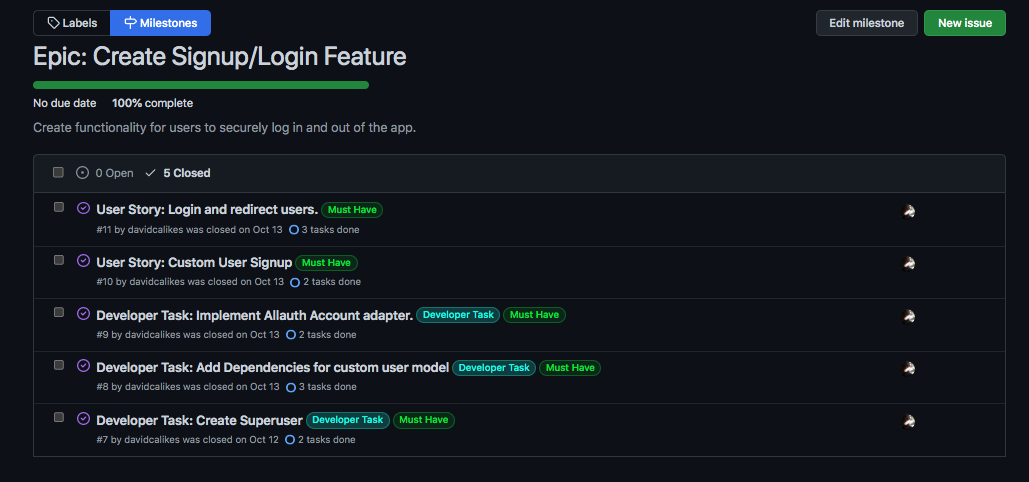 Labels Milestones Edit milestone New issue
Epic: Create Signup/Login Feature
No due date 100% complete
Create functionality for users to securely log in and out of the app.
0 Open 5 Closed
User Story: Login and redirect users. Must Have
#11 by davidcalikes was closed on Oct 13 3 tasks done
User Story: Custom User Signup Must Have
#10 by davidcalikes was closed on Oct 13 2 tasks done
Developer Task: Implement Allauth Account adapter. Developer Task Must Have
#9 by davidcalikes was closed on Oct 13 2 tasks done
Developer Task: Add Dependencies for custom user model Developer Task Must Have
#8 by davidcalikes was closed on Oct 13 3 tasks done
Developer Task: Create Superuser Developer Task Must Have
#7 by davidcalikes was closed on Oct 12 2 tasks done